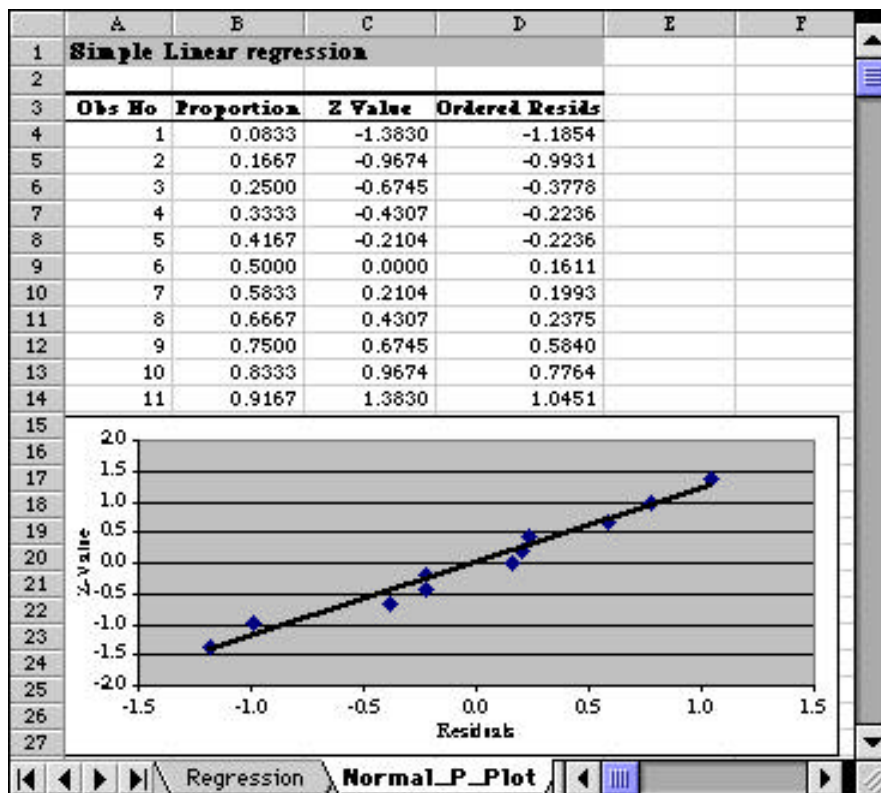 A B C D E F
1 Simple Linear regression
2
3 Obs No Proportion Z Value Ordered Resids
4 1 0.0833 -1.3830 -1.1854
5 2 0.1667 -0.9674 -0.9931
6 3 0.2500 -0.6745 -0.3778
7 4 0.3333 -0.4307 -0.2236
8 5 0.4167 -0.2104 -0.2236
9 6 0.5000 0.0000 0.1611
10 7 0.5833 0.2104 0.1993
11 8 0.6667 0.4307 0.2375
12 9 0.7500 0.6745 0.5840
13 10 0.8333 0.9674 0.7764
14 11 0.9167 1.3830 1.0451
15
16
17
18
19
20
21
22
23
24
25
26
27
2.0
1.5
1.0
0.5
0.0
-0.5
-1.0
-1.5
-2.0
Z-Value
-1.5 -1.0 -0.5 0.0 0.5 1.0 1.5
Residuals
Regression Normal_P_Plot